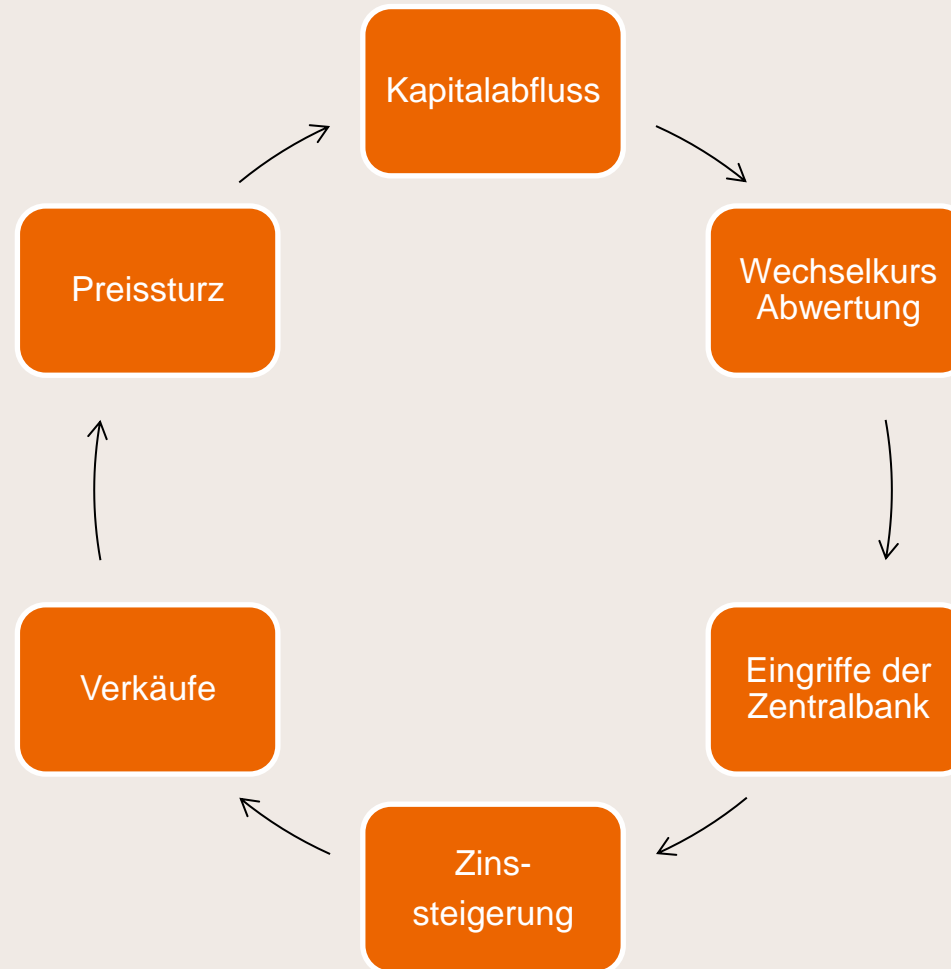 Kapitalabfluss
Wechselkurs
Abwertung
Eingriffe der
Zentralbank
Zins-
steigerung
Verkäufe
Preissturz